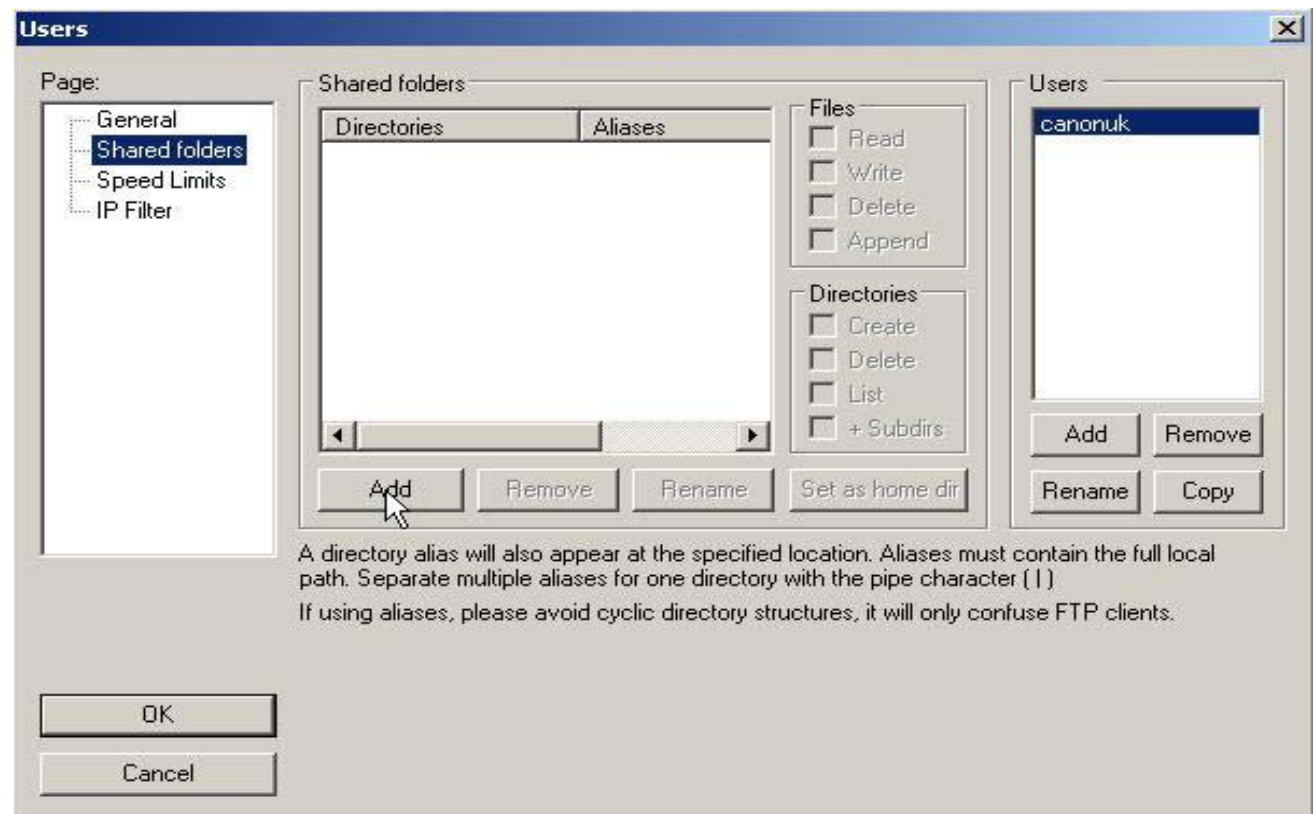 Users
Page:
General
Shared folders
Speed Limits
IP Filter
Shared folders
Directories Aliases
Files
Read
Write
Delete
Append
Directories
Create
Delete
List
+ Subdirs
Add Remove Rename Set as home dir
Users
canonuk
Add Remove
Rename Copy
A directory alias will also appear at the specified location. Aliases must contain the full local
path. Separate multiple aliases for one directory with the pipe character ( | )
If using aliases, please avoid cyclic directory structures, it will only confuse FTP clients.
OK
Cancel